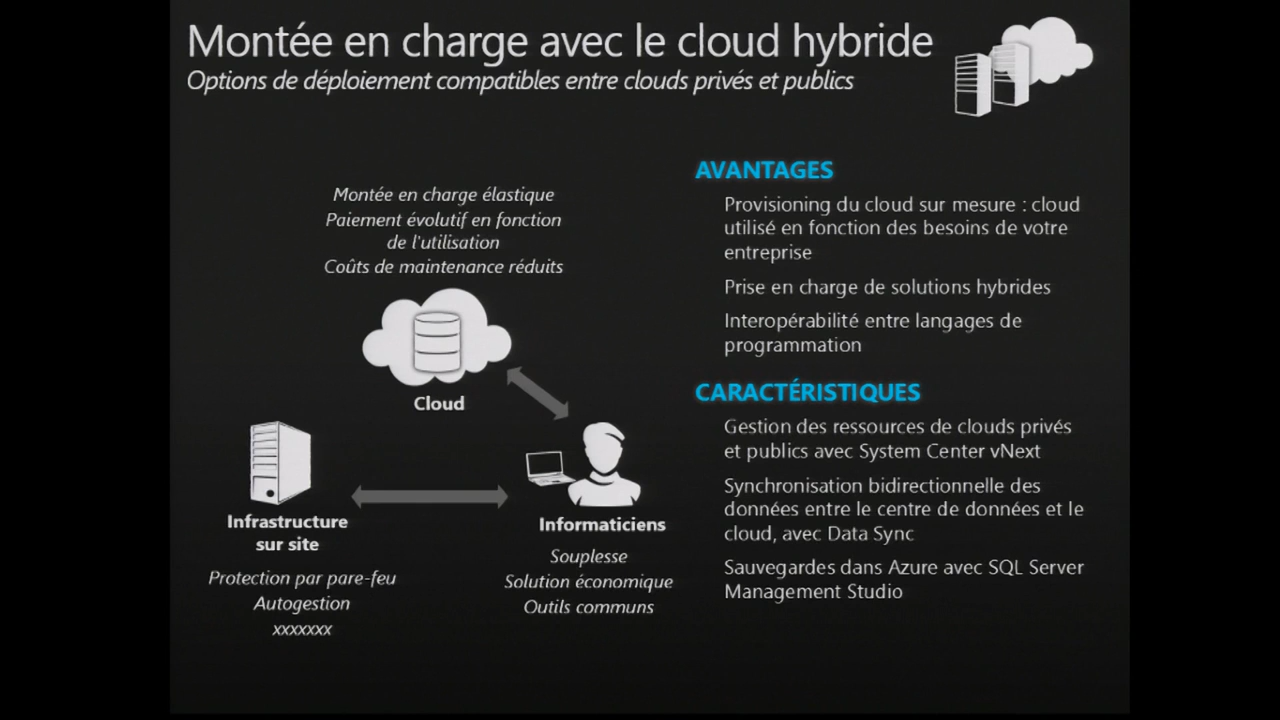 Montée en charge avec le cloud hybride
Options de déploiement compatibles entre clouds privés et publics
Montée en charge élastique
Paiement évolutif en fonction
de l'utilisation
Coûts de maintenance réduits
Cloud
Infrastructure
sur site
Protection par pare-feu
Autogestion
xxxxxxx
Informaticiens
Souplesse
Solution économique
Outils communs
AVANTAGES
Provisioning du cloud sur mesure : cloud
utilisé en fonction des besoins de votre
entreprise
Prise en charge de solutions hybrides
Interopérabilité entre langages de
programmation
CARACTÉRISTIQUES
Gestion des ressources de clouds privés
et publics avec System Center vNext
Synchronisation bidirectionnelle des
données entre le centre de données et le
cloud, avec Data Sync
Sauvegardes dans Azure avec SQL Server
Management Studio